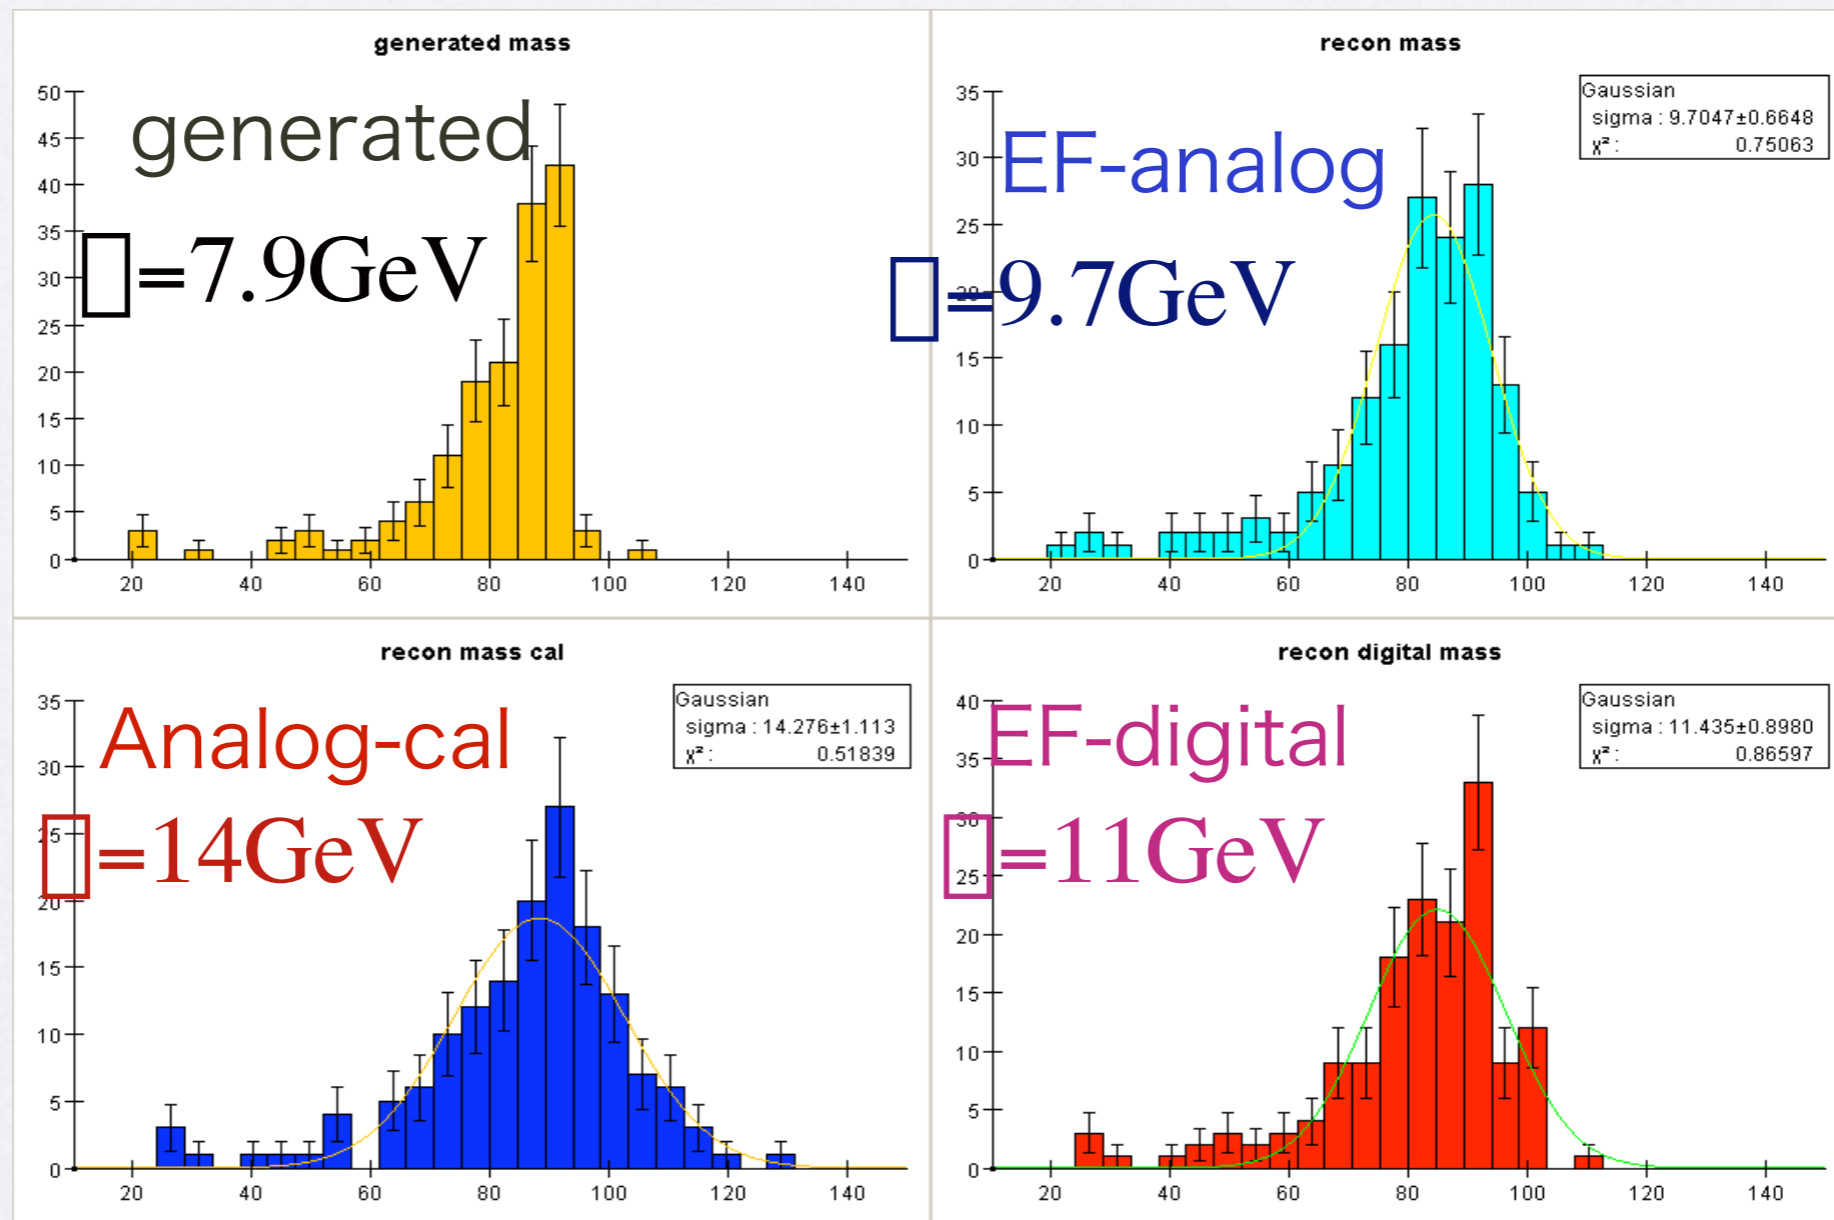 generated mass
generated
▯=7.9GeV
50
45
40
35
30
25
20
15
10
5
0
20 40 60 80 100 120 140
recon mass
Gaussian
sigma : 9.7047±0.6648
χ² : 0.75063
EF-analog
▯=9.7GeV
35
30
25
20
15
10
5
0
20 40 60 80 100 120 140
recon mass cal
Gaussian
sigma : 14.276±1.113
χ² : 0.51839
Analog-cal
▯=14GeV
35
30
25
20
15
10
5
0
20 40 60 80 100 120 140
recon digital mass
Gaussian
sigma : 11.435±0.8980
χ² : 0.86597
EF-digital
▯=11GeV
40
35
30
25
20
15
10
5
0
20 40 60 80 100 120 140